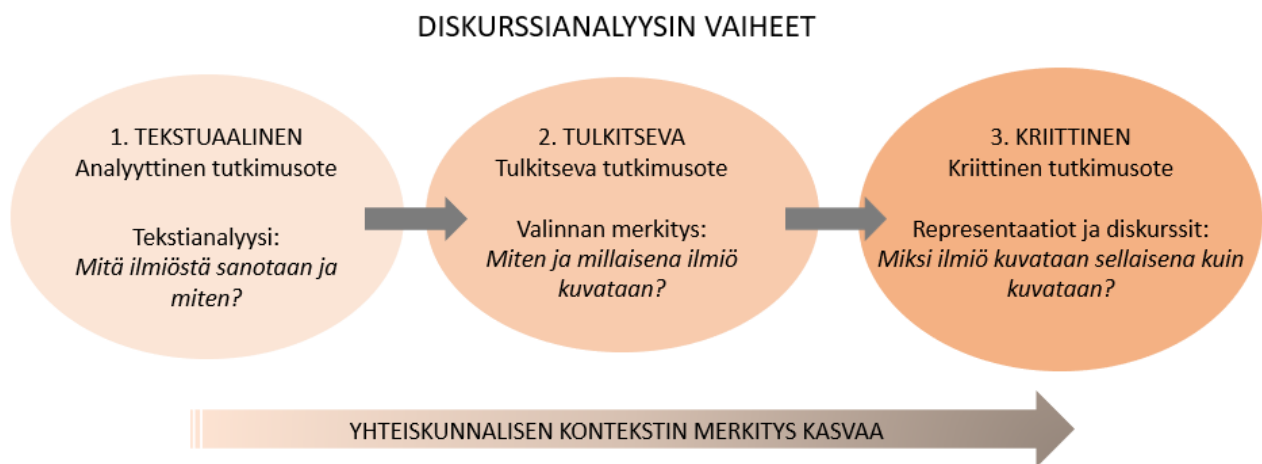 DISKURSSIANALYYSIN VAIHEET
1. TEKSTUAALINEN
Analyyttinen tutkimusote
Tekstianalyysi:
Mitä ilmiöstä sanotaan ja
miten?
2. TULKITSEVA
Tulkitseva tutkimusote
Valinnan merkitys:
Miten ja millaisena ilmiö
kuvataan?
3. KRIITTINEN
Kriittinen tutkimusote
Representaatiot ja diskurssit:
Miksi ilmiö kuvataan sellaisena kuin
kuvataan?
YHTEISKUNNALISEN KONTEKSTIN MERKITYS KASVAA